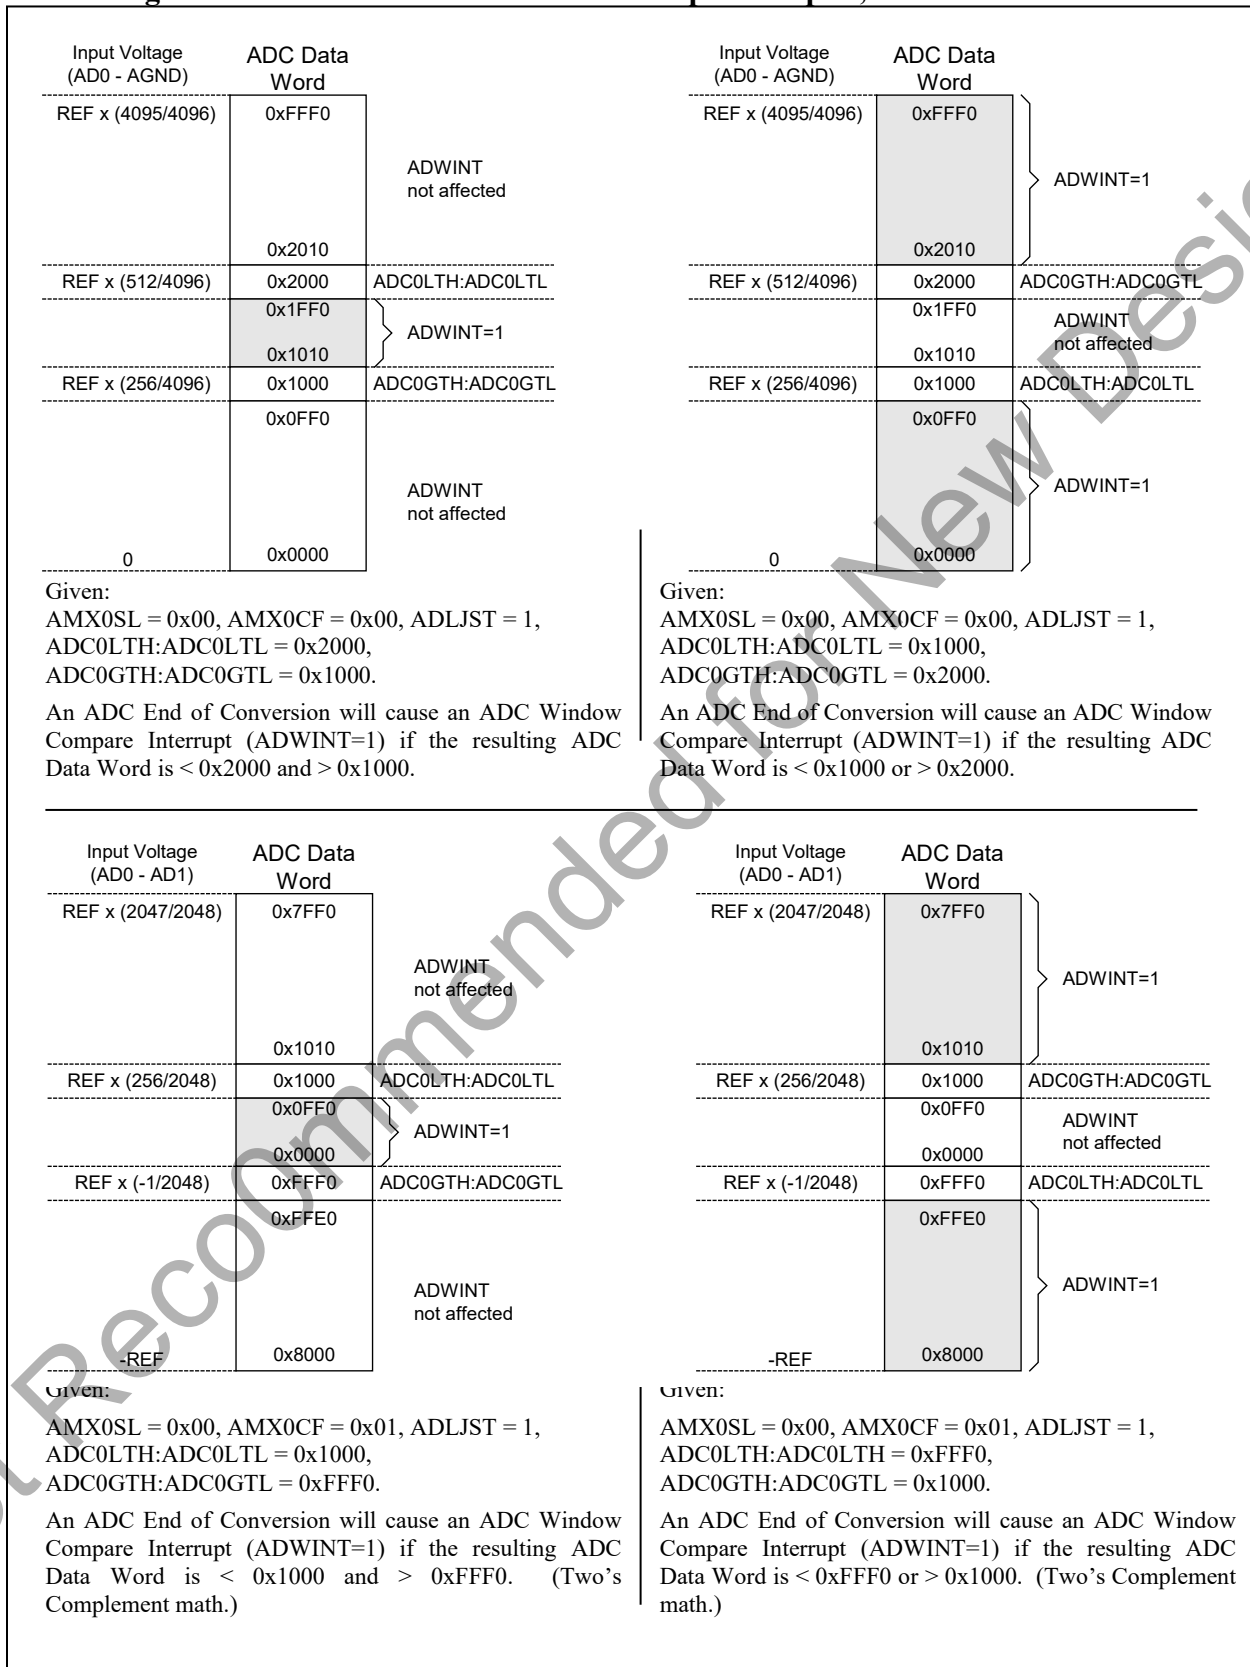 Input Voltage
(AD0 - AGND)
ADC Data
Word
REF x (4095/4096)
0xFFF0
ADWINT
not affected
0x2010
REF x (512/4096)
0x2000
ADC0LTH:ADC0LTL
0x1FF0
ADWINT=1
0x1010
REF x (256/4096)
0x1000
ADC0GTH:ADC0GTL
0x0FF0
ADWINT
not affected
0
0x0000
Given:
AMX0SL = 0x00, AMX0CF = 0x00, ADLJST = 1,
ADC0LTH:ADC0LTL = 0x2000,
ADC0GTH:ADC0GTL = 0x1000.
An ADC End of Conversion will cause an ADC Window
Compare Interrupt (ADWINT=1) if the resulting ADC
Data Word is < 0x2000 and > 0x1000.
Input Voltage
(AD0 - AGND)
ADC Data
Word
REF x (4095/4096)
0xFFF0
ADWINT=1
0x2010
REF x (512/4096)
0x2000
ADC0GTH:ADC0GTL
0x1FF0
ADWINT
not affected
0x1010
REF x (256/4096)
0x1000
ADC0LTH:ADC0LTL
0x0FF0
ADWINT=1
0
0x0000
Given:
AMX0SL = 0x00, AMX0CF = 0x00, ADLJST = 1,
ADC0LTH:ADC0LTL = 0x1000,
ADC0GTH:ADC0GTL = 0x2000.
An ADC End of Conversion will cause an ADC Window
Compare Interrupt (ADWINT=1) if the resulting ADC
Data Word is < 0x1000 or > 0x2000.
Input Voltage
(AD0 - AD1)
ADC Data
Word
REF x (2047/2048)
0x7FF0
ADWINT
not affected
0x1010
REF x (256/2048)
0x1000
ADC0LTH:ADC0LTL
0x0FF0
ADWINT=1
0x0000
REF x (-1/2048)
0xFFF0
ADC0GTH:ADC0GTL
0xFFE0
ADWINT
not affected
-REF
0x8000
Given:
AMX0SL = 0x00, AMX0CF = 0x01, ADLJST = 1,
ADC0LTH:ADC0LTL = 0x1000,
ADC0GTH:ADC0GTL = 0xFFF0.
An ADC End of Conversion will cause an ADC Window
Compare Interrupt (ADWINT=1) if the resulting ADC
Data Word is < 0x1000 and > 0xFFF0. (Two's
Complement math.)
Input Voltage
(AD0 - AD1)
ADC Data
Word
REF x (2047/2048)
0x7FF0
ADWINT=1
0x1010
REF x (256/2048)
0x1000
ADC0GTH:ADC0GTL
0x0FF0
ADWINT
not affected
0x0000
REF x (-1/2048)
0xFFF0
ADC0LTH:ADC0LTL
0xFFE0
ADWINT=1
-REF
0x8000
Given:
AMX0SL = 0x00, AMX0CF = 0x01, ADLJST = 1,
ADC0LTH:ADC0LTH = 0xFFF0,
ADC0GTH:ADC0GTL = 0x1000.
An ADC End of Conversion will cause an ADC Window
Compare Interrupt (ADWINT=1) if the resulting ADC
Data Word is < 0xFFF0 or > 0x1000. (Two's Complement
math.)
Reco0mmended for New